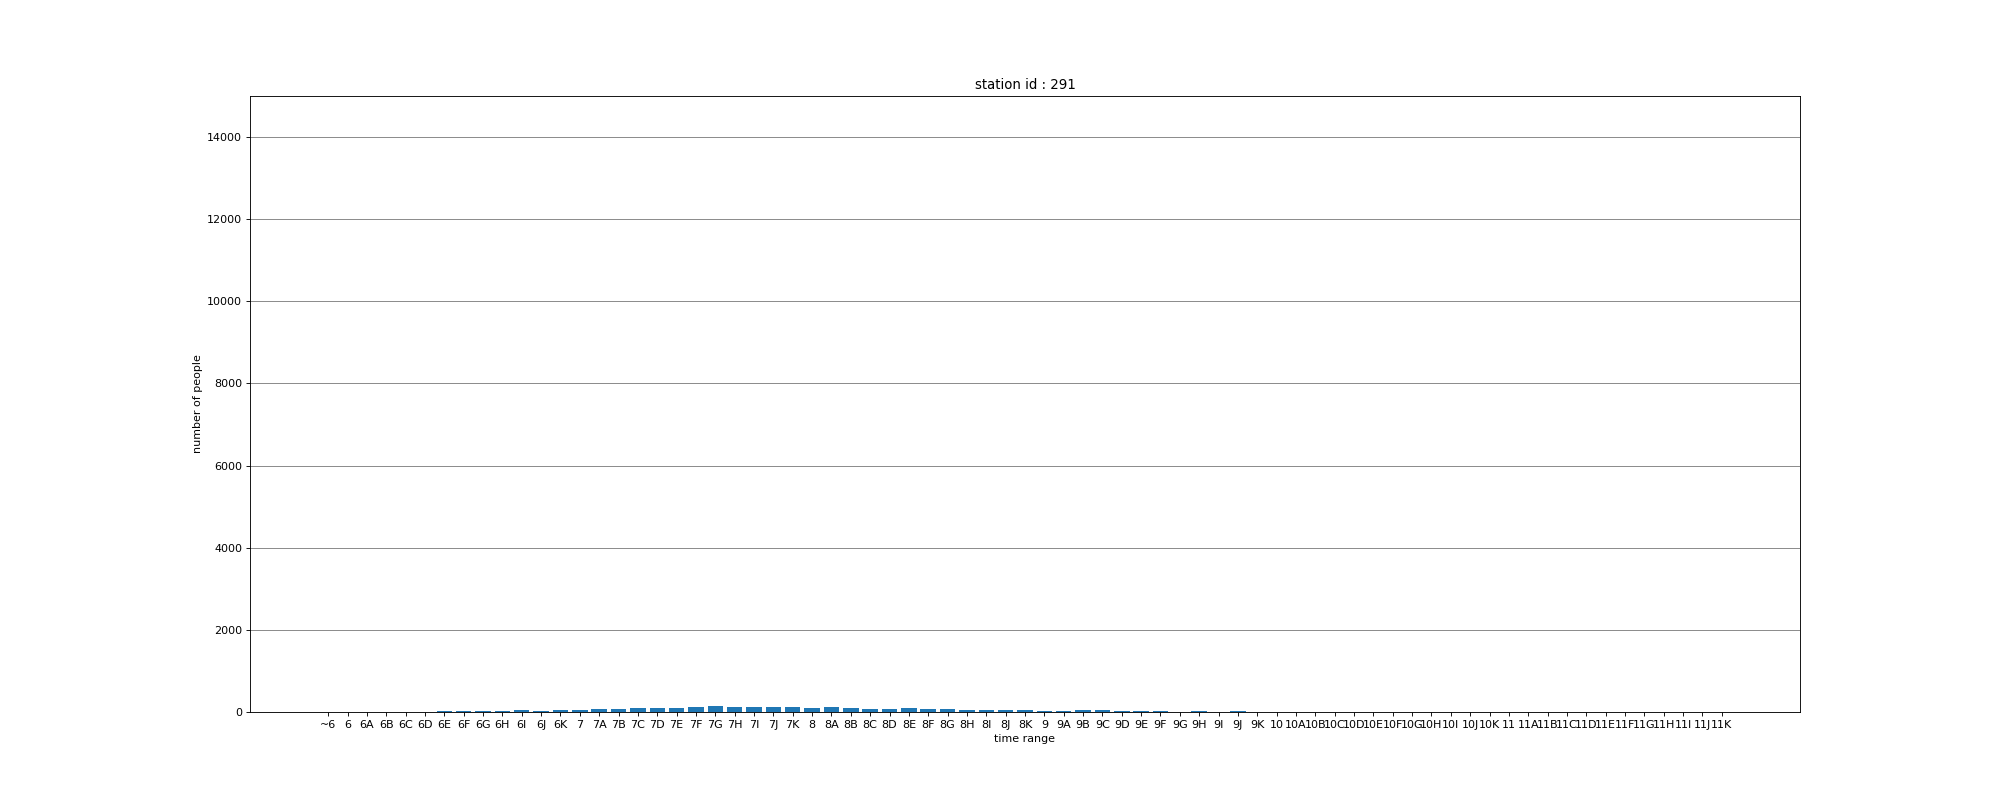 station id : 291
14000
12000
10000
8000
6000
4000
2000
0
number of people
~6 6 6A 6B 6C 6D 6E 6F 6G 6H 6I 6J 6K 7 7A 7B 7C 7D 7E 7F 7G 7H 7I 7J 7K 8 8A 8B 8C 8D 8E 8F 8G 8H 8I 8J 8K 9 9A 9B 9C 9D 9E 9F 9G 9H 9I 9J 9K 10 10A 10B 10C 10D 10E 10F 10G 10H 10I 10J 10K 11 11A 11B 11C 11D 11E 11F 11G 11H 11I 11J 11K
time range